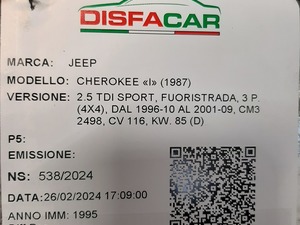 DISFACAR
MARCA: JEEP
MODELLO: CHEROKEE «I» (1987)
VERSIONE: 2.5 TDI SPORT, FUORISTRADA, 3 P.
(4X4), DAL 1996-10 AL 2001-09, CM3
2498, CV 116, KW. 85 (D)
P5:
EMISSIONE:
NS: 538/2024
DATA:26/02/2024 17:09:00
ANNO IMM: 1995